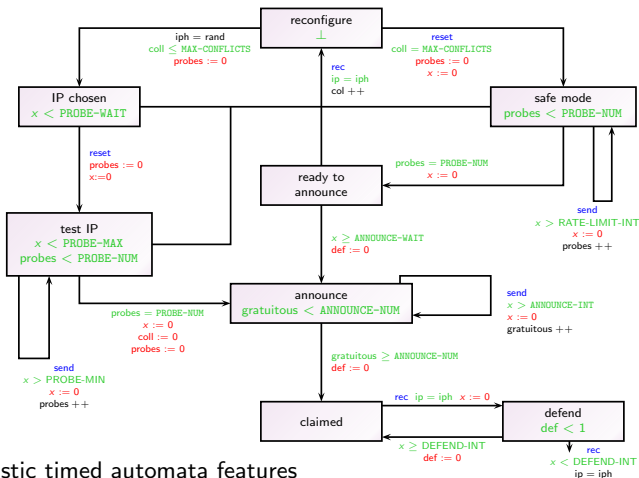 reconfigure
⊥
iph = rand
coll ≤ MAX-CONFLICTS
probes := 0
reset
coll = MAX-CONFLICTS
probes := 0
x := 0
rec
ip = iph
col ++
IP chosen
x < PROBE-WAIT
safe mode
probes < PROBE-NUM
reset
probes := 0
x:=0
ready to
announce
probes = PROBE-NUM
x := 0
send
x > RATE-LIMIT-INT
x := 0
probes ++
test IP
x < PROBE-MAX
probes < PROBE-NUM
x ≥ ANNOUNCE-WAIT
def := 0
announce
gratuitous < ANNOUNCE-NUM
send
x > ANNOUNCE-INT
x := 0
gratuitous ++
probes = PROBE-NUM
x := 0
coll := 0
probes := 0
send
x > PROBE-MIN
x := 0
probes ++
gratuitous ≥ ANNOUNCE-NUM
def := 0
claimed
rec ip = iph x := 0
defend
def < 1
x ≥ DEFEND-INT
def := 0
rec
x < DEFEND-INT
ip = iph
stic timed automata features